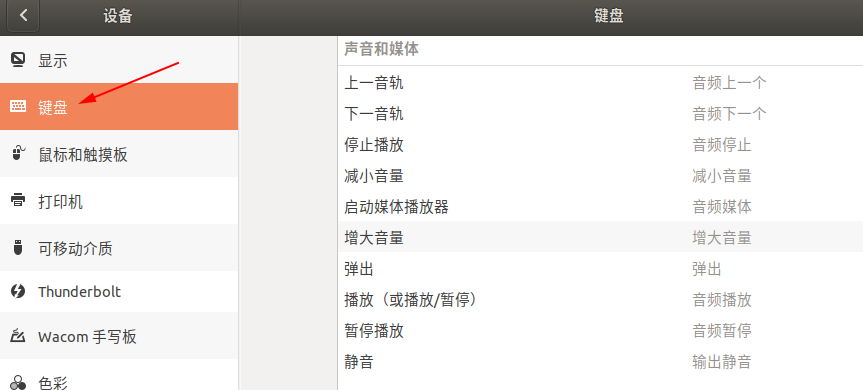 设备
键盘
显示
键盘
鼠标和触摸板
打印机
可移动介质
Thunderbolt
Wacom 手写板
色彩
声音和媒体
上一音轨 音频上一个
下一音轨 音频下一个
停止播放 音频停止
减小音量 减小音量
启动媒体播放器 音频媒体
增大音量 增大音量
弹出 弹出
播放（或播放/暂停） 音频播放
暂停播放 音频暂停
静音 输出静音